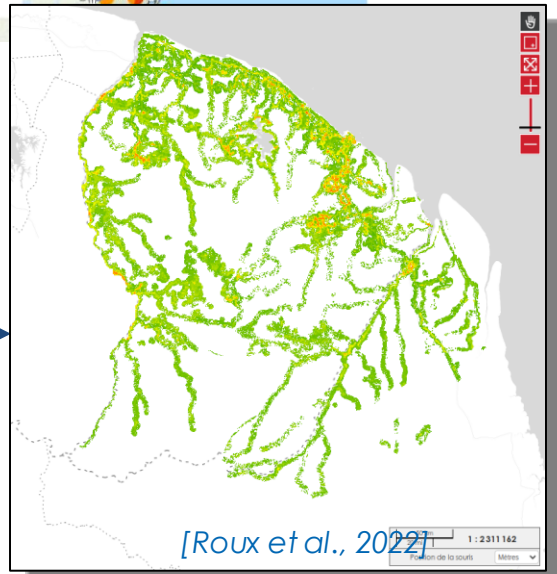 1 : 2311162
[Roux et al., 2022]
Position de la souris Mètres